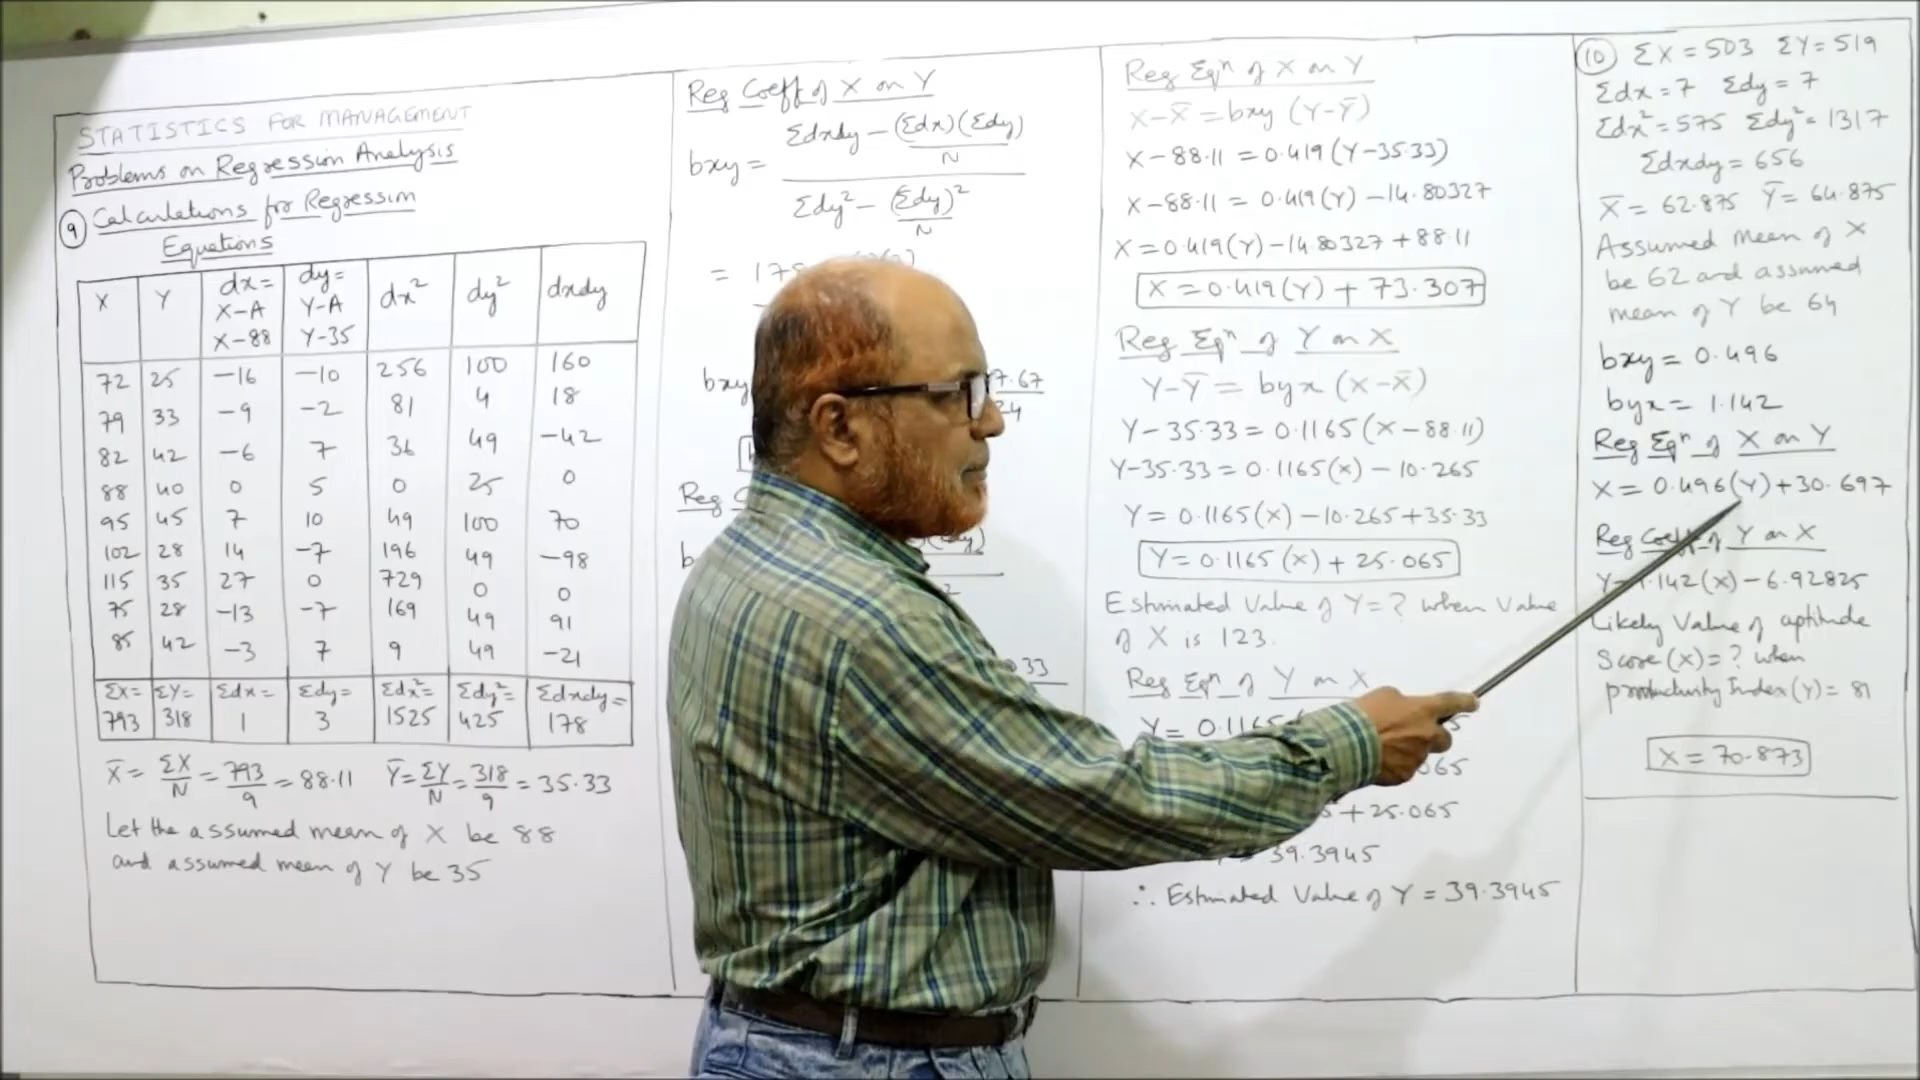 STATISTICS FOR MANAGEMENT
Problems on Regression Analysis
9 Calculations for Regression
Equations
X Y dx= X-A X-88 dy= Y-A Y-35 dx² dy² dxdy
72 25 -16 -10 256 100 160
79 33 -9 -2 81 4 18
82 42 -6 7 36 49 -42
88 40 0 5 0 25 0
95 45 7 10 49 100 70
102 28 14 -7 196 49 -98
115 35 27 0 729 0 0
75 28 -13 -7 169 49 91
85 42 -3 7 9 49 -21
ΣX= ΣY= Σdx= Σdy= Σdx²= Σdy²= Σdxdy=
793 318 1 3 1525 425 178
X̄ = ΣX/N = 793/9 = 88.11 Ȳ = ΣY/N = 318/9 = 35.33
Let the assumed mean of X be 88
and assumed mean of Y be 35
Reg Coeff of X on Y
bxy = (Σdxdy - (Σdx)(Σdy)/N) / (Σdy² - (Σdy)²/N)
bxy
Reg
Reg Eqⁿ of X on Y
X-X̄ = bxy (Y-Ȳ)
X-88.11 = 0.419(Y-35.33)
X-88.11 = 0.419(Y)-14.80327
X = 0.419(Y)-14.80327+88.11
X = 0.419(Y) + 73.307
Reg Eqⁿ of Y on X
Y-Ȳ = byx (X-X̄)
Y-35.33 = 0.1165(X-88.11)
Y-35.33 = 0.1165(x) - 10.265
Y = 0.1165(x)-10.265+35.33
Y = 0.1165(x) + 25.065
Estimated Value of Y = ? when Value
of X is 123.
Reg Eqⁿ of Y on X
+25.065
39.3945
∴ Estimated Value of Y = 39.3945
10 ΣX = 503 ΣY = 519
Σdx = 7 Σdy = 7
Σdx² = 575 Σdy² = 1317
Σdxdy = 656
X̄ = 62.875 Ȳ = 64.875
Assumed Mean of X
be 62 and assumed
mean of Y be 64
bxy = 0.496
byx = 1.142
Reg Eqⁿ of X on Y
X = 0.496(Y)+30.697
Reg Coeff of Y on X
Y=1.142(x)-6.92825
Likely Value of aptitude
Score (x) = ? when
productivity Index (Y) = 81
X = 70.873